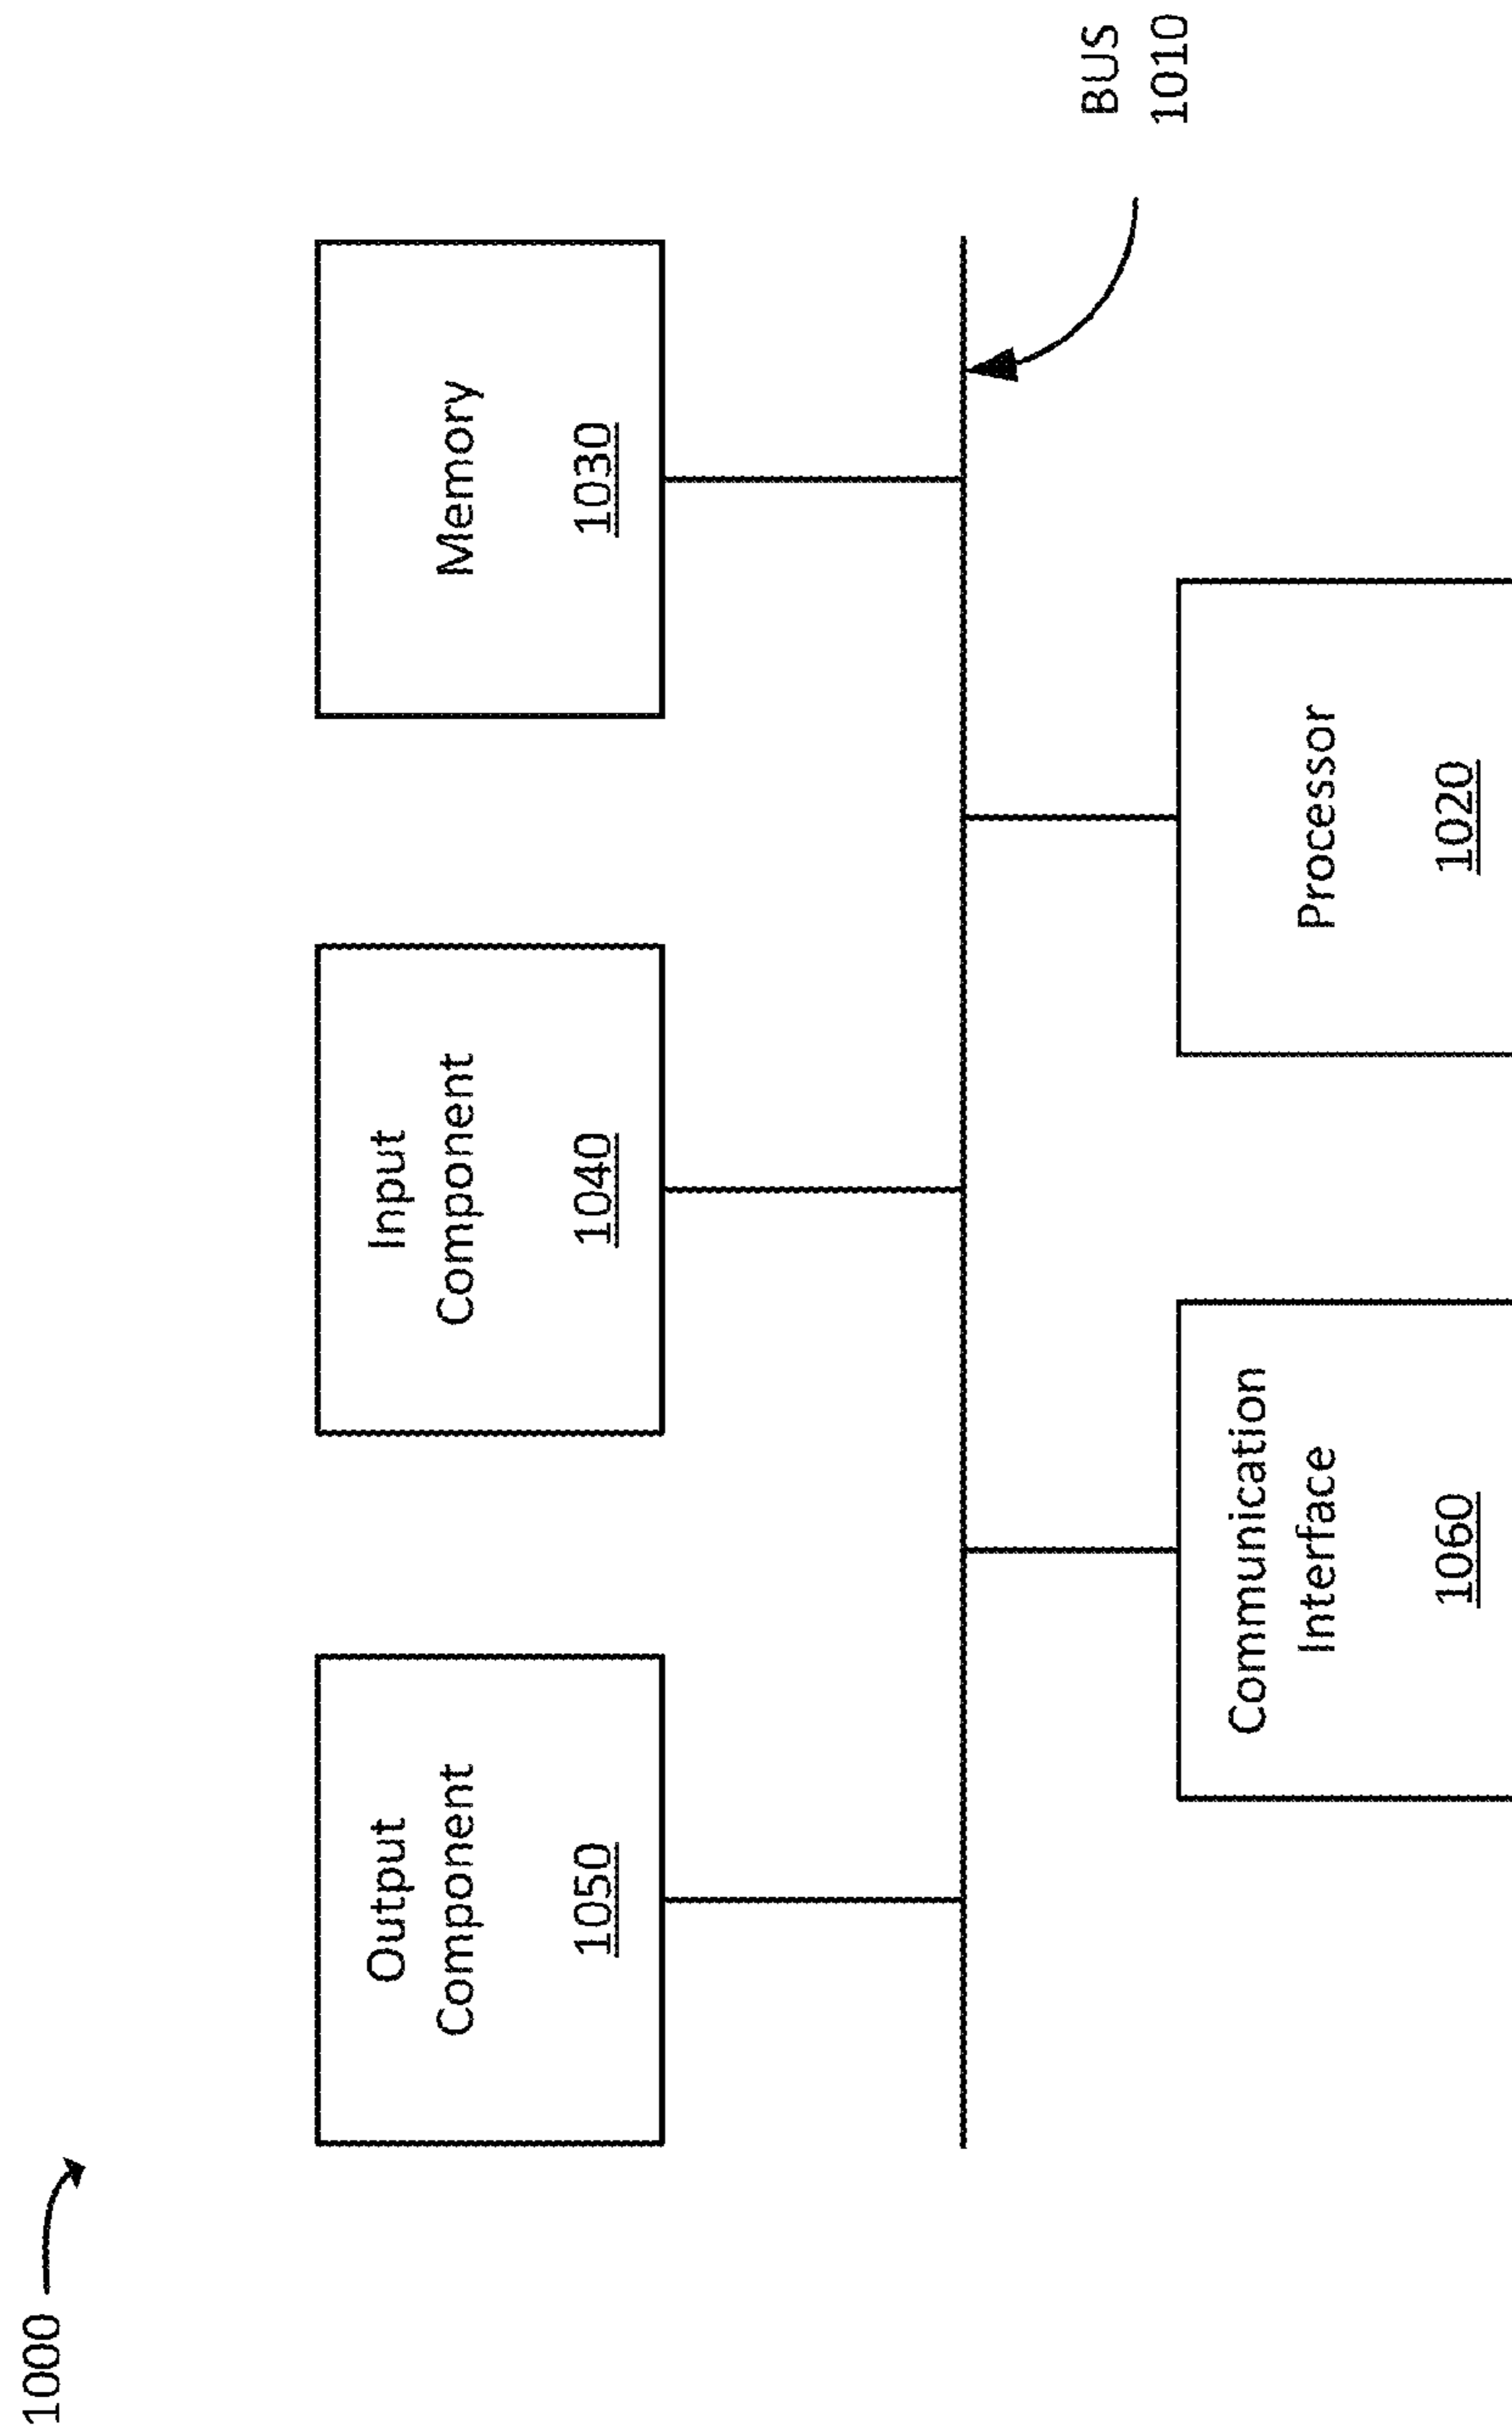 1000
Output
Component
1050
Input
Component
1040
Memory
1030
BUS
1010
Communication
Interface
1060
Processor
1020